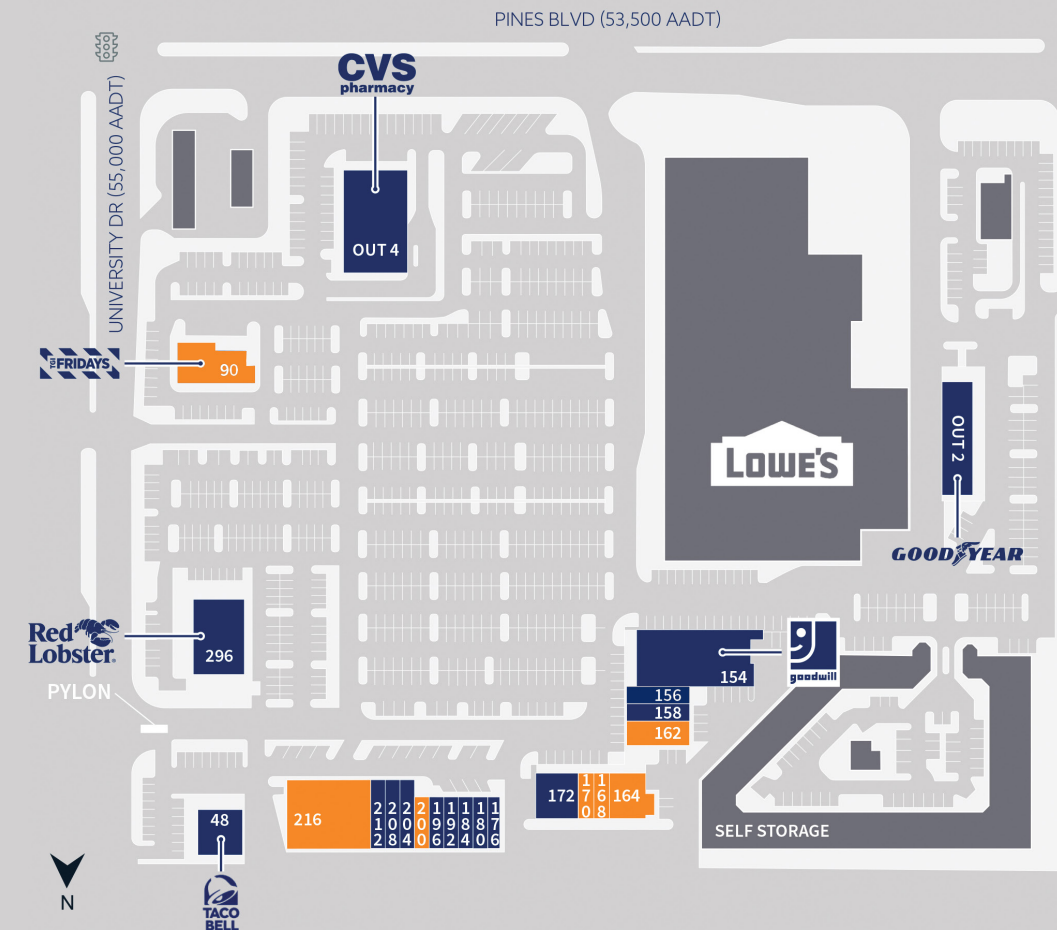 PINES BLVD (53,500 AADT)
UNIVERSITY DR (55,000 AADT)
CVS
pharmacy
OUT 4
TGI FRIDAYS
90
LOWE'S
OUT 2
GOODYEAR
Red
Lobster®
296
PYLON
154
goodwill
156
158
162
172
170
168
164
216
212
208
204
200
196
192
184
180
176
48
SELF STORAGE
N
TACO
BELL